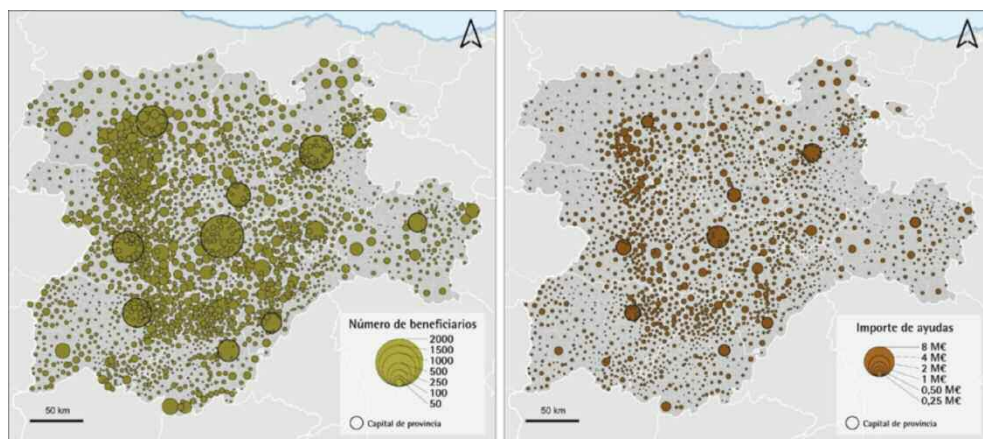 Número de beneficiarios
2000
1500
1000
500
250
100
50
Capital de provincia
50 km
Importe de ayudas
8 M€
4 M€
2 M€
1 M€
0,50 M€
0,25 M€
Capital de provincia
50 km